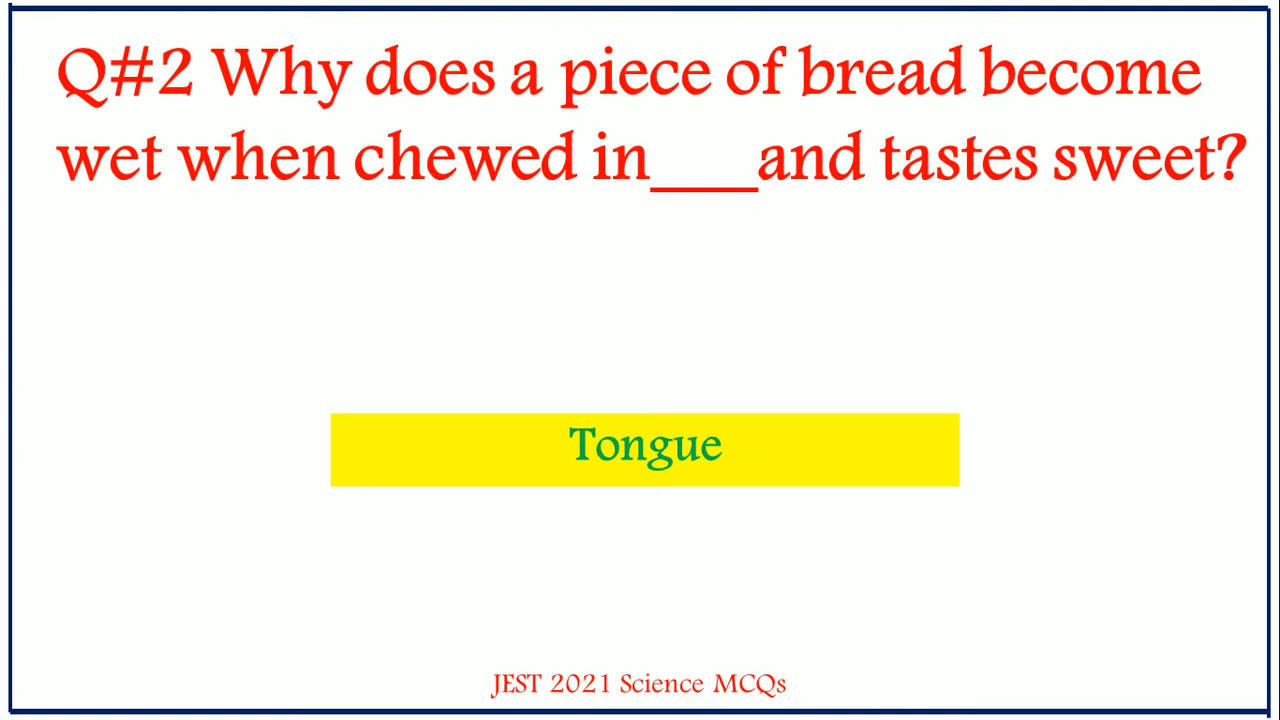 Q#2 Why does a piece of bread become
wet when chewed in___and tastes sweet?
Tongue
JEST 2021 Science MCQs